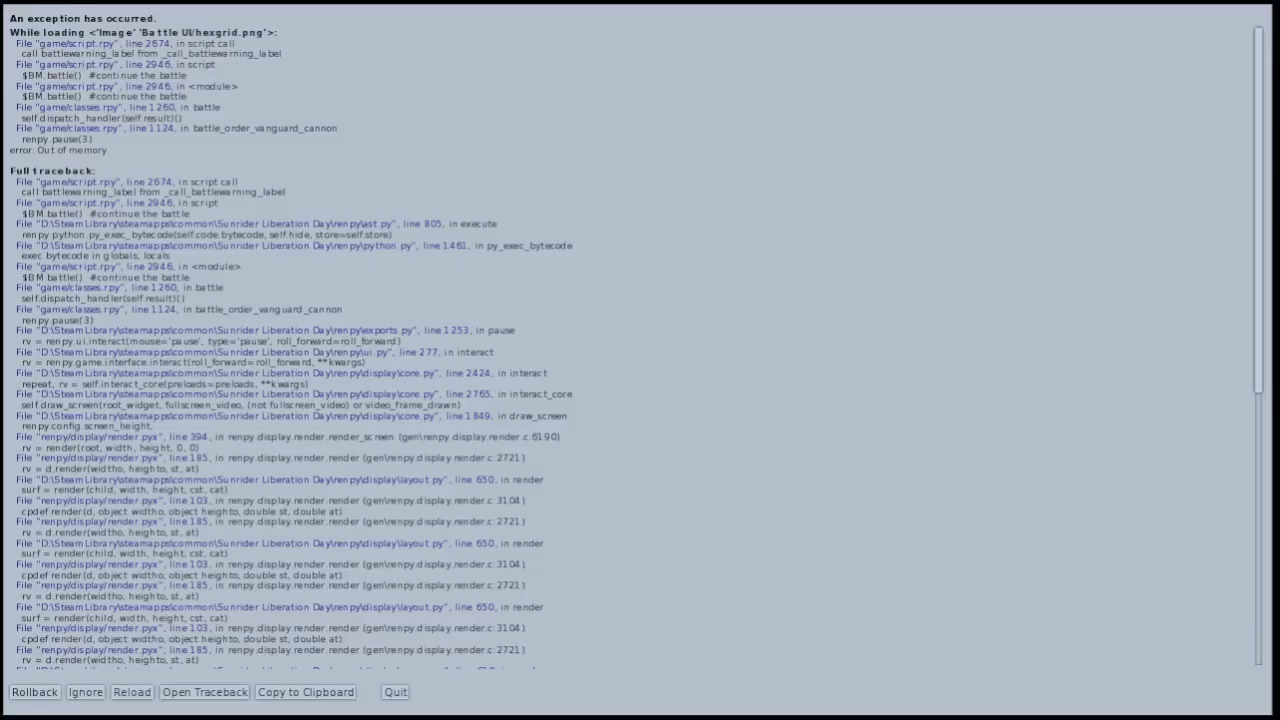 An exception has occurred.
While loading <'Image' 'Battle UI/hexgrid.png'>:
File "game/script.rpy", line 2674, in script call
call battlewarning_label from _call_battlewarning_label
File "game/script.rpy", line 2946, in script
$BM.battle() #continue the battle
File "game/script.rpy", line 2946, in <module>
$BM.battle() #continue the battle
File "game/classes.rpy", line 1260, in battle
self.dispatch_handler(self.result)()
File "game/classes.rpy", line 1124, in battle_order_vanguard_cannon
renpy.pause(3)
error: Out of memory
Full traceback:
File "game/script.rpy", line 2674, in script call
call battlewarning_label from _call_battlewarning_label
File "game/script.rpy", line 2946, in script
$BM.battle() #continue the battle
File "D:\SteamLibrary\steamapps\common\Sunrider Liberation Day\renpy\ast.py", line 805, in execute
renpy.python.py_exec_bytecode(self.code.bytecode, self.hide, store=self.store)
File "D:\SteamLibrary\steamapps\common\Sunrider Liberation Day\renpy\python.py", line 1461, in py_exec_bytecode
exec bytecode in globals, locals
File "game/script.rpy", line 2946, in <module>
$BM.battle() #continue the battle
File "game/classes.rpy", line 1260, in battle
self.dispatch_handler(self.result)()
File "game/classes.rpy", line 1124, in battle_order_vanguard_cannon
renpy.pause(3)
File "D:\SteamLibrary\steamapps\common\Sunrider Liberation Day\renpy\exports.py", line 1253, in pause
rv = renpy.ui.interact(mouse='pause', type='pause', roll_forward=roll_forward)
File "D:\SteamLibrary\steamapps\common\Sunrider Liberation Day\renpy\ui.py", line 277, in interact
rv = renpy.game.interface.interact(roll_forward=roll_forward, **kwargs)
File "D:\SteamLibrary\steamapps\common\Sunrider Liberation Day\renpy\display\core.py", line 2424, in interact
repeat, rv = self.interact_core(preloads=preloads, **kwargs)
File "D:\SteamLibrary\steamapps\common\Sunrider Liberation Day\renpy\display\core.py", line 2765, in interact_core
self.draw_screen(root_widget, fullscreen_video, (not fullscreen_video) or video_frame_drawn)
File "D:\SteamLibrary\steamapps\common\Sunrider Liberation Day\renpy\display\core.py", line 1849, in draw_screen
renpy.config.screen_height,
File "renpy/display/render.pyx", line 394, in renpy.display.render.render_screen (gen\renpy.display.render.c:6190)
rv = render(root, width, height, 0, 0)
File "renpy/display/render.pyx", line 185, in renpy.display.render.render (gen\renpy.display.render.c:2721)
rv = d.render(widtho, heighto, st, at)
File "D:\SteamLibrary\steamapps\common\Sunrider Liberation Day\renpy\display\layout.py", line 650, in render
surf = render(child, width, height, cst, cat)
File "renpy/display/render.pyx", line 103, in renpy.display.render.render (gen\renpy.display.render.c:3104)
cpdef render(d, object widtho, object heighto, double st, double at):
File "renpy/display/render.pyx", line 185, in renpy.display.render.render (gen\renpy.display.render.c:2721)
rv = d.render(widtho, heighto, st, at)
File "D:\SteamLibrary\steamapps\common\Sunrider Liberation Day\renpy\display\layout.py", line 650, in render
surf = render(child, width, height, cst, cat)
File "renpy/display/render.pyx", line 103, in renpy.display.render.render (gen\renpy.display.render.c:3104)
cpdef render(d, object widtho, object heighto, double st, double at):
File "renpy/display/render.pyx", line 185, in renpy.display.render.render (gen\renpy.display.render.c:2721)
rv = d.render(widtho, heighto, st, at)
File "D:\SteamLibrary\steamapps\common\Sunrider Liberation Day\renpy\display\layout.py", line 650, in render
surf = render(child, width, height, cst, cat)
File "renpy/display/render.pyx", line 103, in renpy.display.render.render (gen\renpy.display.render.c:3104)
cpdef render(d, object widtho, object heighto, double st, double at):
File "renpy/display/render.pyx", line 185, in renpy.display.render.render (gen\renpy.display.render.c:2721)
rv = d.render(widtho, heighto, st, at)
Rollback Ignore Reload Open Traceback Copy to Clipboard Quit